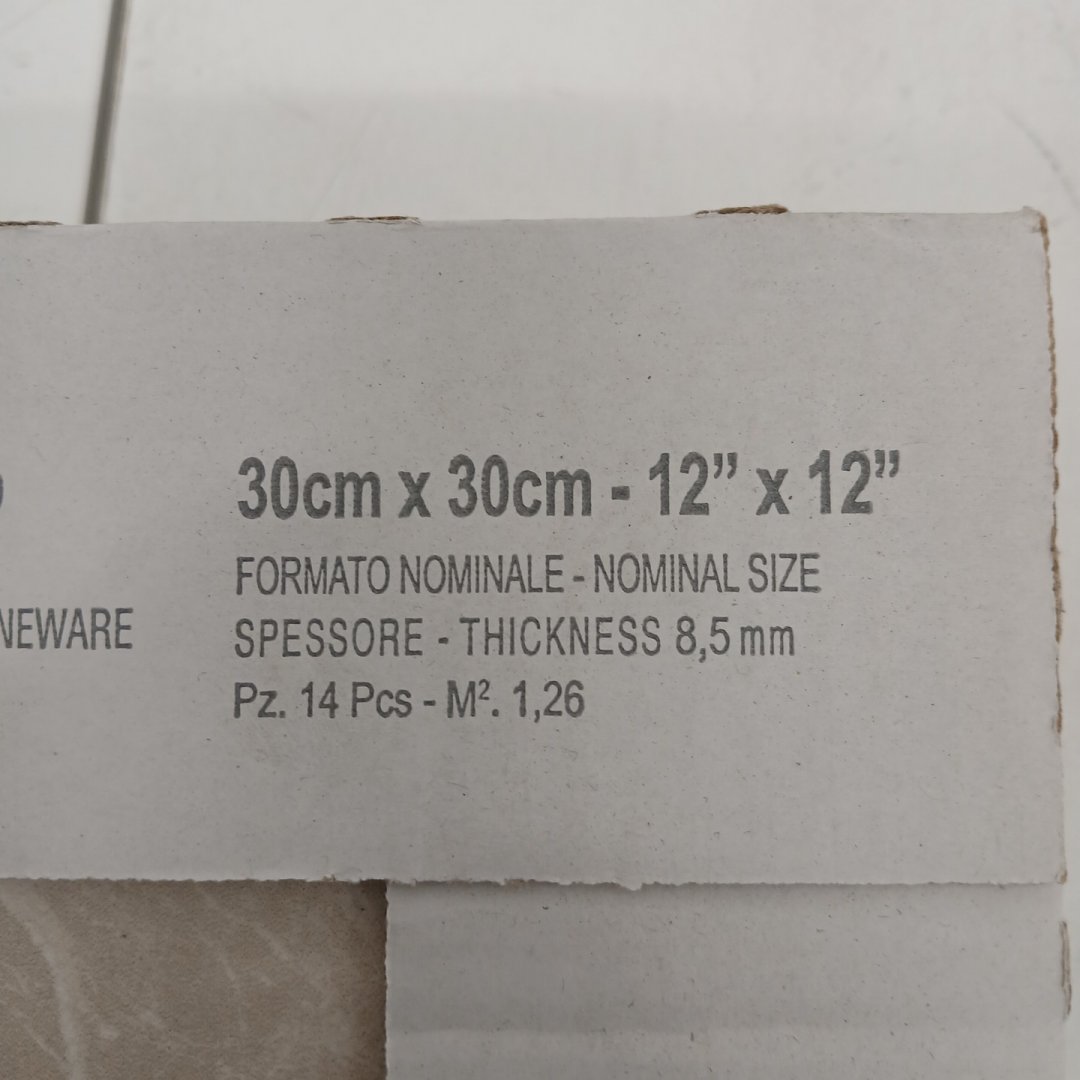 30cm x 30cm - 12” x 12”
FORMATO NOMINALE - NOMINAL SIZE
NEWARE
SPESSORE - THICKNESS 8,5 mm
Pz. 14 Pcs - M². 1,26